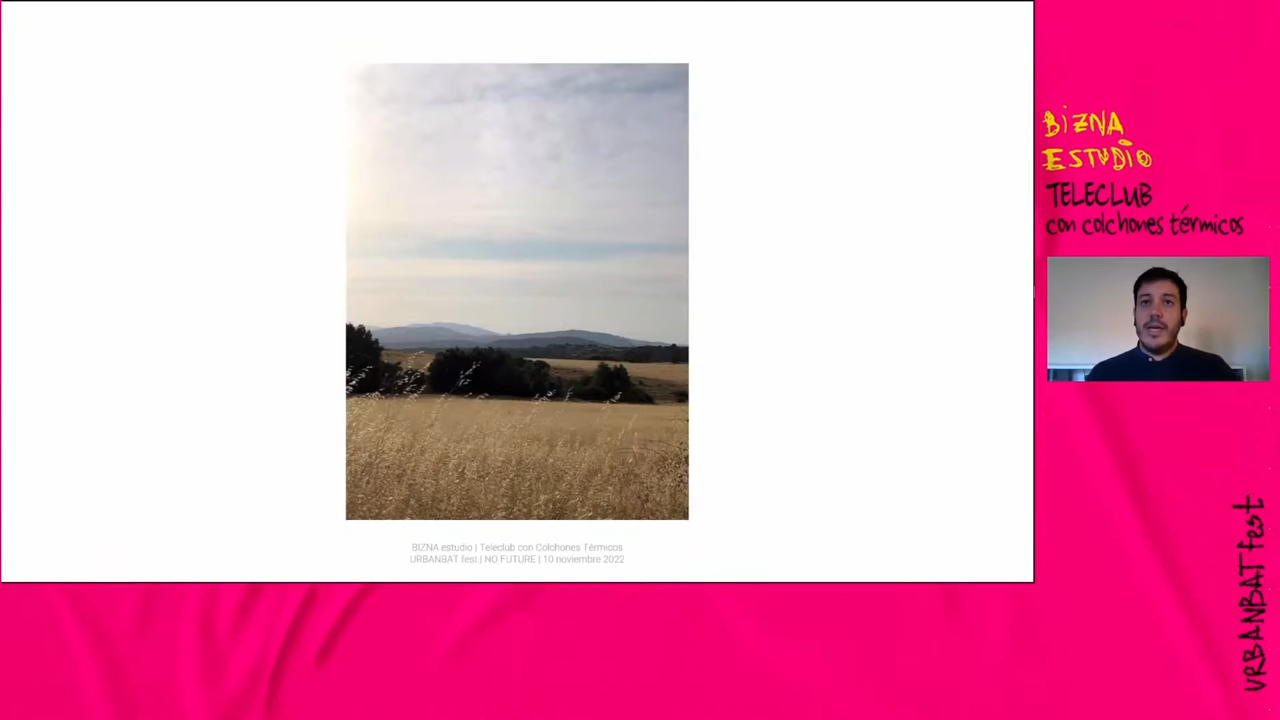 BIZNA
ESTUDIO
TELECLUB
con colchones térmicos
BIZNA estudio | Teleclub con Colchones Térmicos
URBANBAT fest | NO FUTURE | 10 noviembre 2022
URBANBAT fest